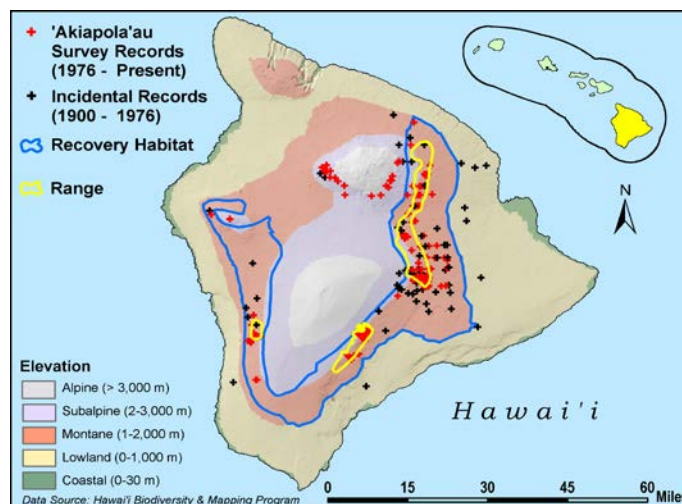 'Akiapola'au
Survey Records
(1976 - Present)
Incidental Records
(1900 - 1976)
Recovery Habitat
Range
N
Elevation
Alpine (> 3,000 m)
Subalpine (2-3,000 m)
Montane (1-2,000 m)
Lowland (0-1,000 m)
Coastal (0-30 m)
Data Source: Hawai'i Biodiversity & Mapping Program
Hawai'i
0 15 30 45 60
Miles